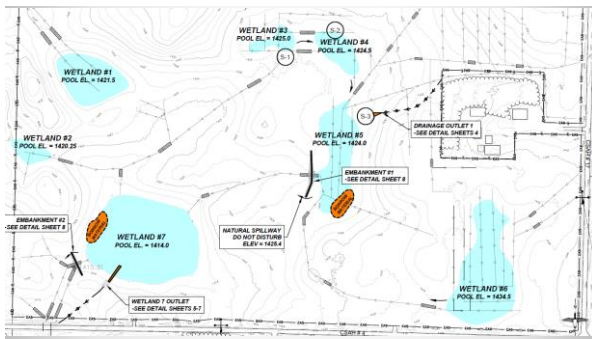 WETLAND #3
POOL EL. = 1425.0
S-2
WETLAND #4
POOL EL. = 1424.5
S-1
WETLAND #1
POOL EL. = 1421.5
S-3
DRAINAGE OUTLET 1
-SEE DETAIL SHEETS 4
WETLAND #2
POOL EL. = 1420.25
WETLAND #5
POOL EL. = 1424.0
EMBANKMENT #1
-SEE DETAIL SHEET 8
EMBANKMENT #2
-SEE DETAIL SHEET 8
WETLAND #7
POOL EL. = 1414.0
NATURAL SPILLWAY
DO NOT DISTURB
ELEV = 1425.4
WETLAND #6
POOL EL. = 1434.5
WETLAND 7 OUTLET
-SEE DETAIL SHEETS 5-7
CSAH # 4